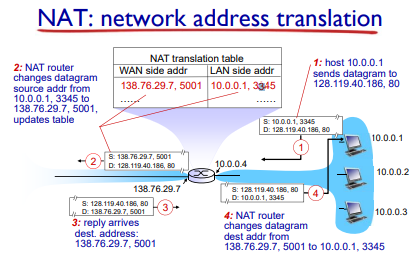 NAT: network address translation
NAT translation table
WAN side addr LAN side addr
138.76.29.7, 5001 10.0.0.1, 3345
...... ......
2: NAT router
changes datagram
source addr from
10.0.0.1, 3345 to
138.76.29.7, 5001,
updates table
1: host 10.0.0.1
sends datagram to
128.119.40.186, 80
S: 10.0.0.1, 3345
D: 128.119.40.186, 80
1
10.0.0.1
S: 138.76.29.7, 5001
D: 128.119.40.186, 80
2
10.0.0.4
10.0.0.2
138.76.29.7
S: 128.119.40.186, 80
D: 10.0.0.1, 3345
4
S: 128.119.40.186, 80
D: 138.76.29.7, 5001
3
10.0.0.3
3: reply arrives
dest. address:
138.76.29.7, 5001
4: NAT router
changes datagram
dest addr from
138.76.29.7, 5001 to 10.0.0.1, 3345